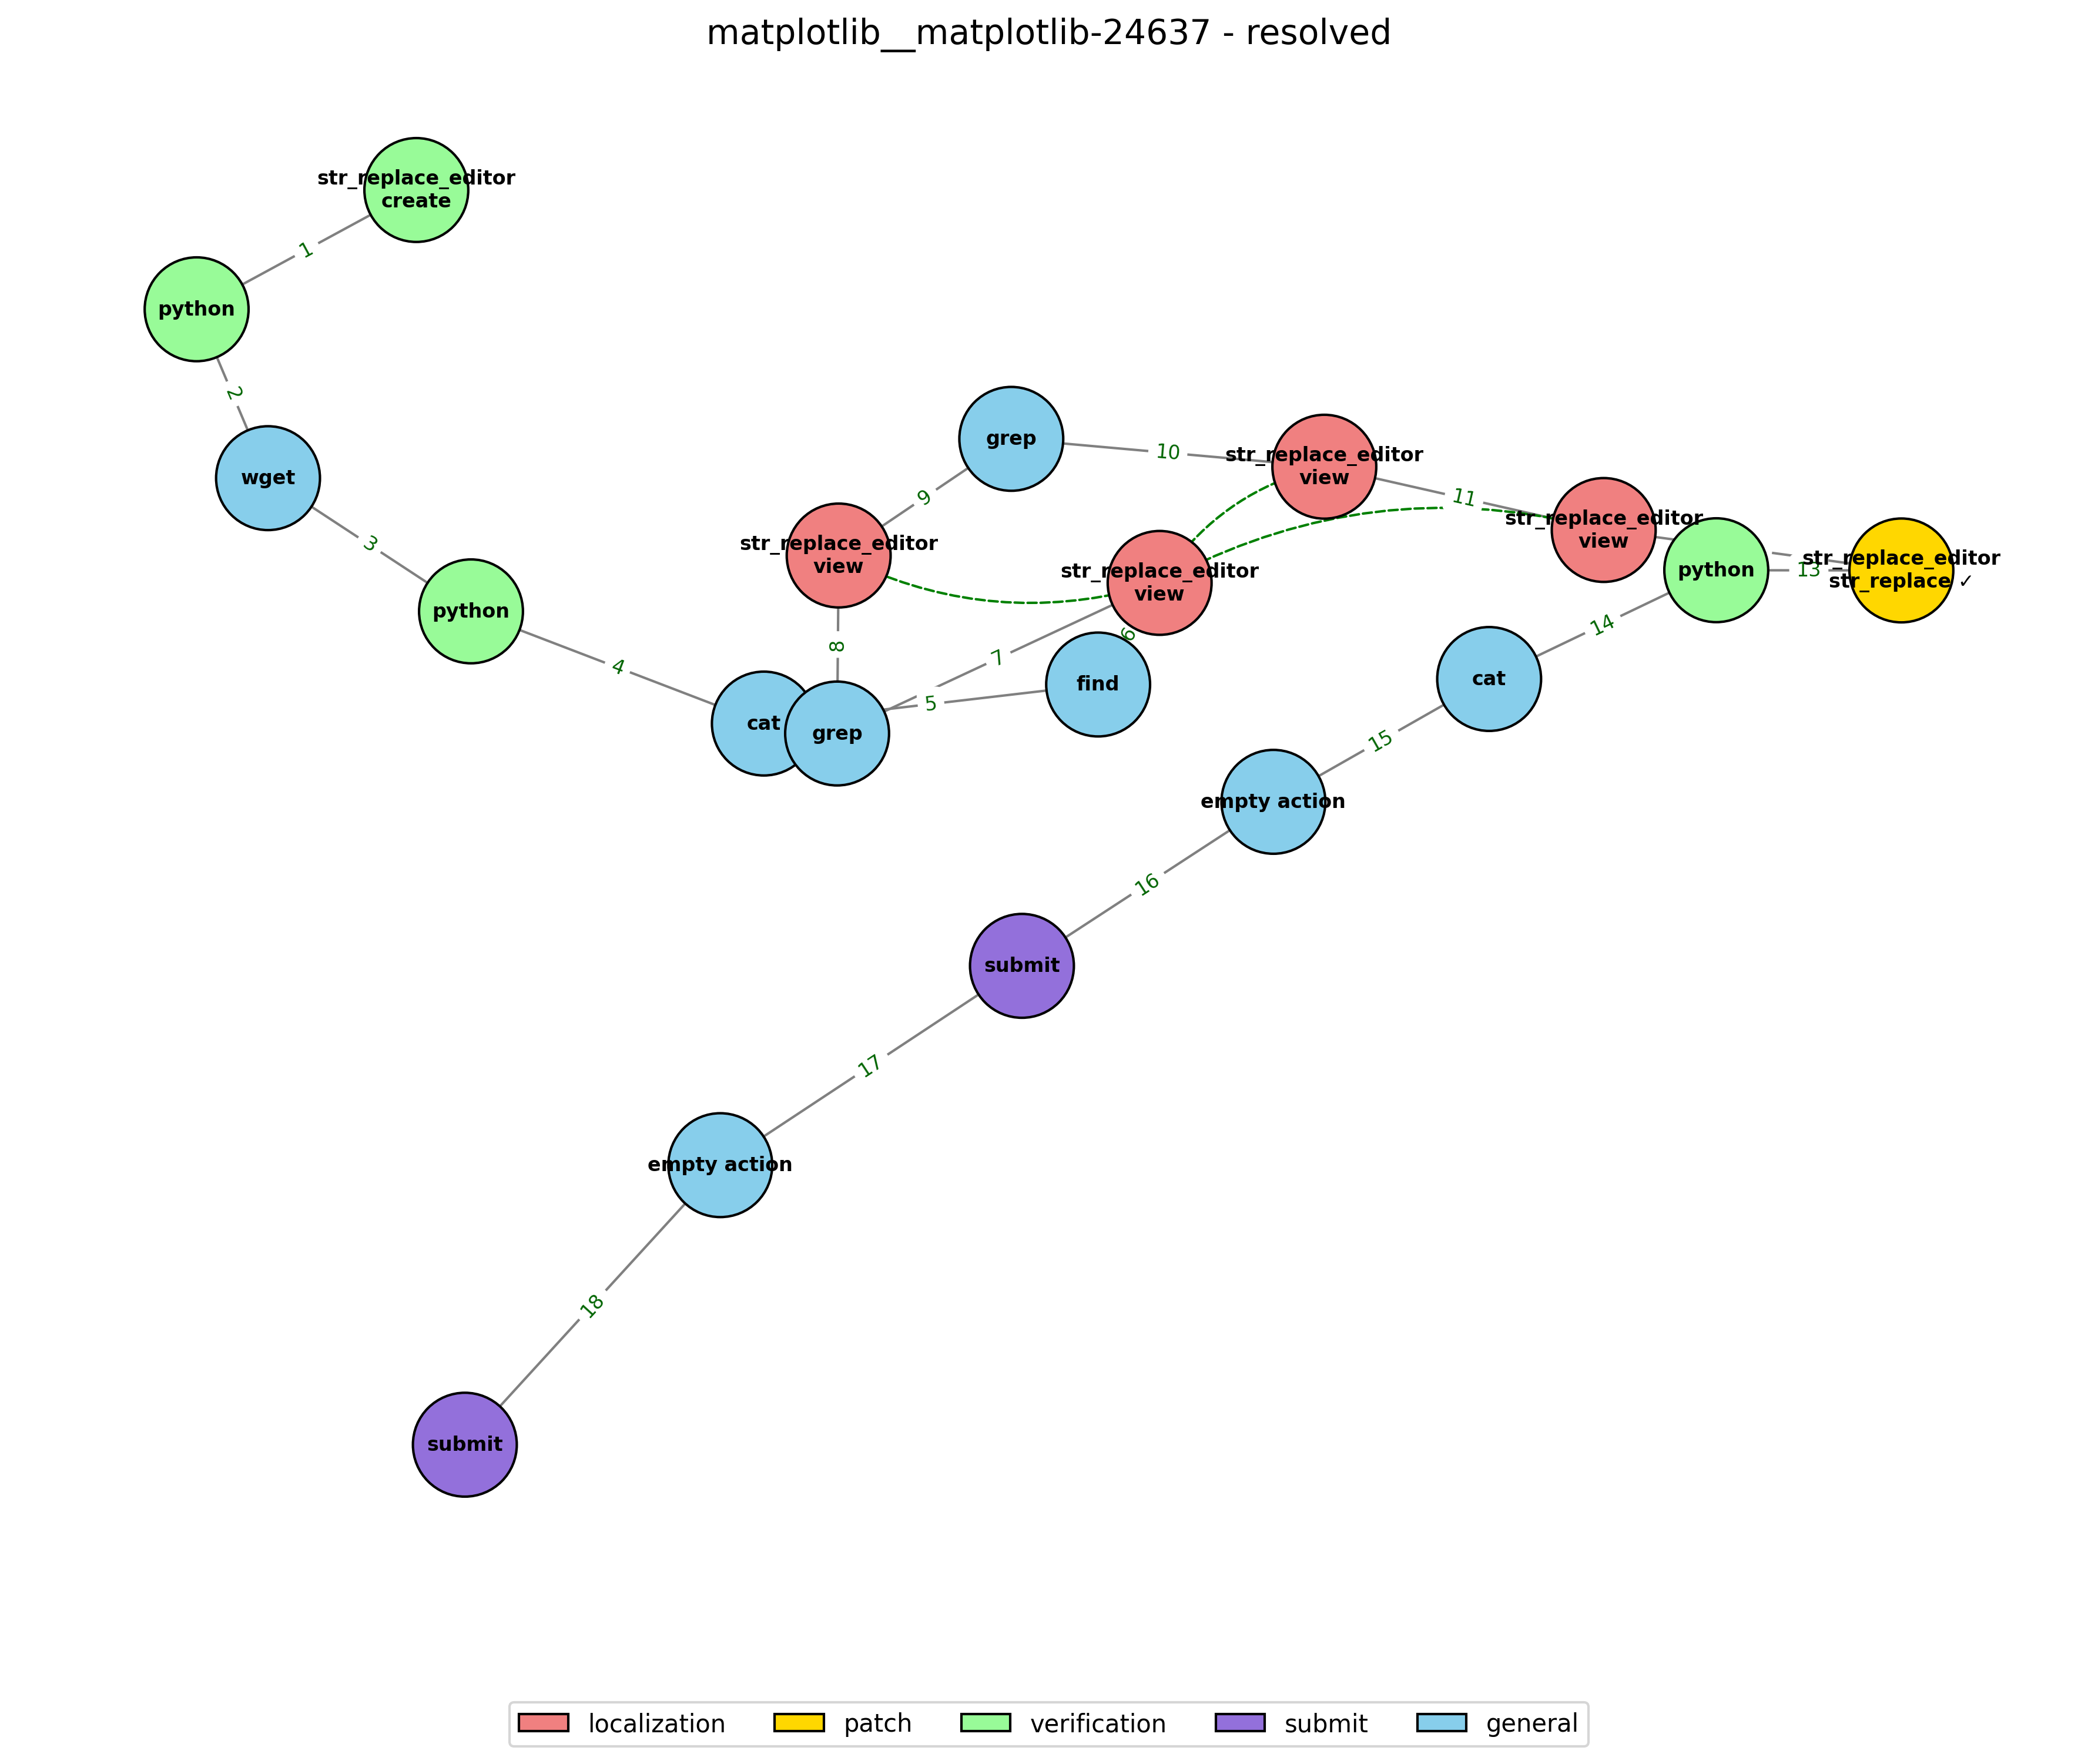 matplotlib__matplotlib-24637 - resolved
str_replace_editor
create
1
python
2
wget
3
python
4
cat
grep
5
find
6
7
str_replace_editor
view
8
str_replace_editor
view
9
grep
10
str_replace_editor
view
11
str_replace_editor
view
python
13
str_replace_editor
str_replace ✓
14
cat
15
empty action
16
submit
17
empty action
18
submit
localization
patch
verification
submit
general